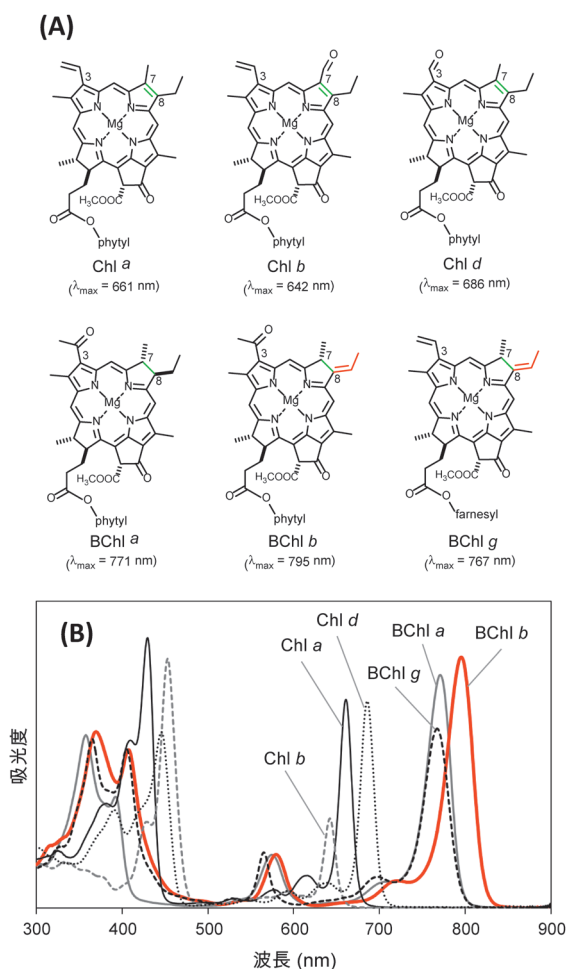 (A)
O
3
7
8
N
N
N
N
Mg
H₃COOC
O
O
O
phytyl
Chl a
(λmax = 661 nm)
O
3
7
8
N
N
N
N
Mg
H₃COOC
O
O
O
phytyl
Chl b
(λmax = 642 nm)
O
3
7
8
N
N
N
N
Mg
H₃COOC
O
O
O
phytyl
Chl d
(λmax = 686 nm)
O
3
7
8
N
N
N
N
Mg
H₃COOC
O
O
O
phytyl
BChl a
(λmax = 771 nm)
O
3
7
8
N
N
N
N
Mg
H₃COOC
O
O
O
phytyl
BChl b
(λmax = 795 nm)
3
7
8
N
N
N
N
Mg
H₃COOC
O
O
O
farnesyl
BChl g
(λmax = 767 nm)
(B)
Chl d
Chl a
BChl a
BChl b
BChl g
Chl b
吸光度
300 400 500 600 700 800 900
波長 (nm)